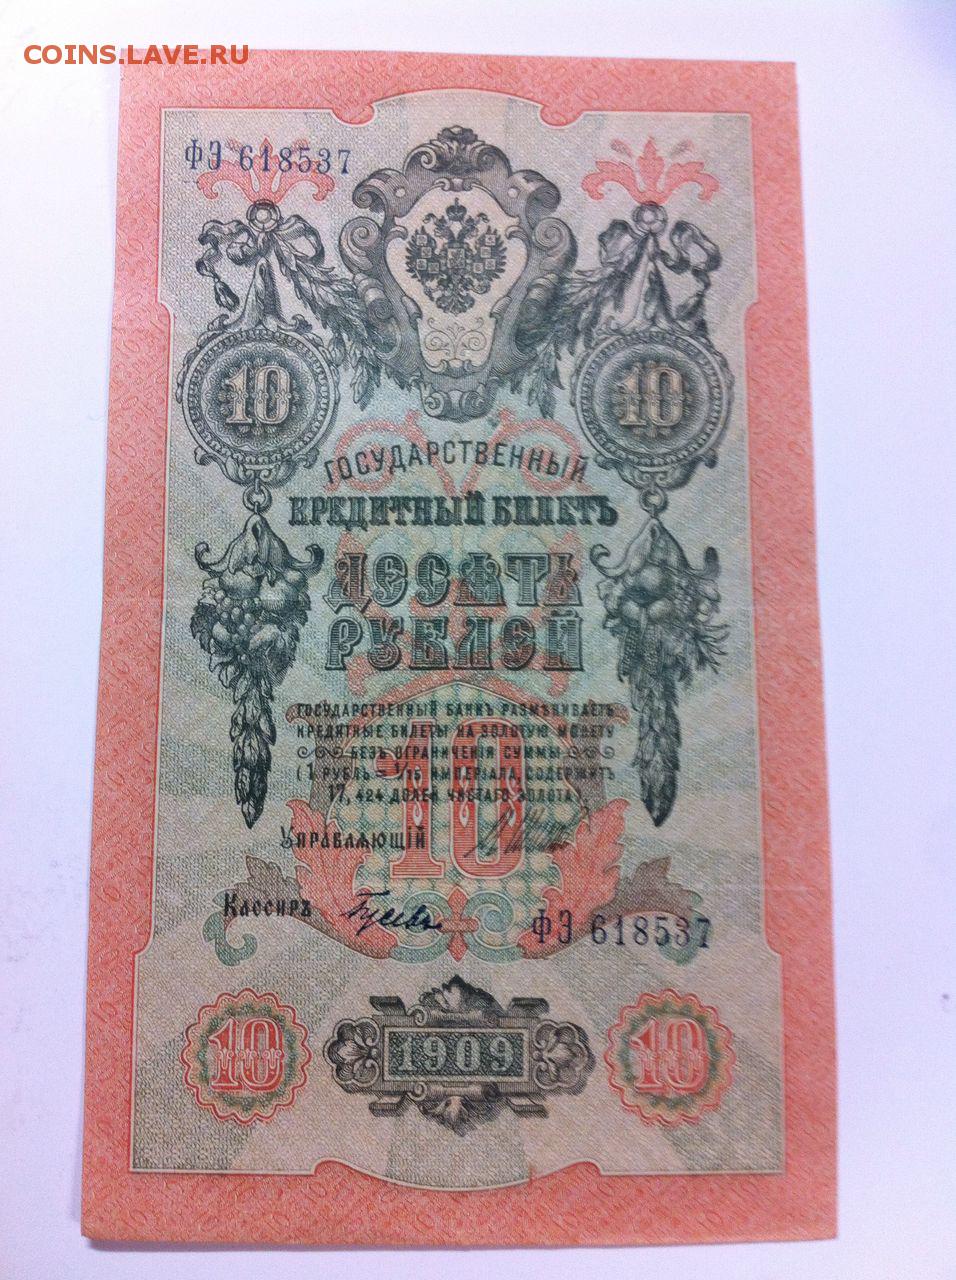 COINS.LAVE.RU
ФЭ 618537
10 10
ГОСУДАРСТВЕННЫЙ
КРЕДИТНЫЙ БИЛЕТЪ
ДЕСЯТЬ
РУБЛЕЙ
10
ГОСУДАРСТВЕННЫЙ БАНКЪ РАЗМѢНИВАЕТЪ
КРЕДИТНЫЕ БИЛЕТЫ НА ЗОЛОТУЮ МОНЕТУ
БЕЗЪ ОГРАНИЧЕНІЯ СУММЫ
(1 РУБЛЬ = 1/15 ИМПЕРІАЛА, СОДЕРЖИТЪ
17,424 ДОЛЕЙ ЧИСТАГО ЗОЛОТА).
УПРАВЛЯЮЩІЙ
КАССИРЪ
ФЭ 618537
10 1909 10